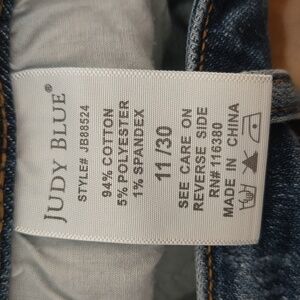 JUDY BLUE®
STYLE# JB88524
94% COTTON
5% POLYESTER
1% SPANDEX
11/30
SEE CARE ON
REVERSE SIDE
RN# 116380
MADE IN CHINA